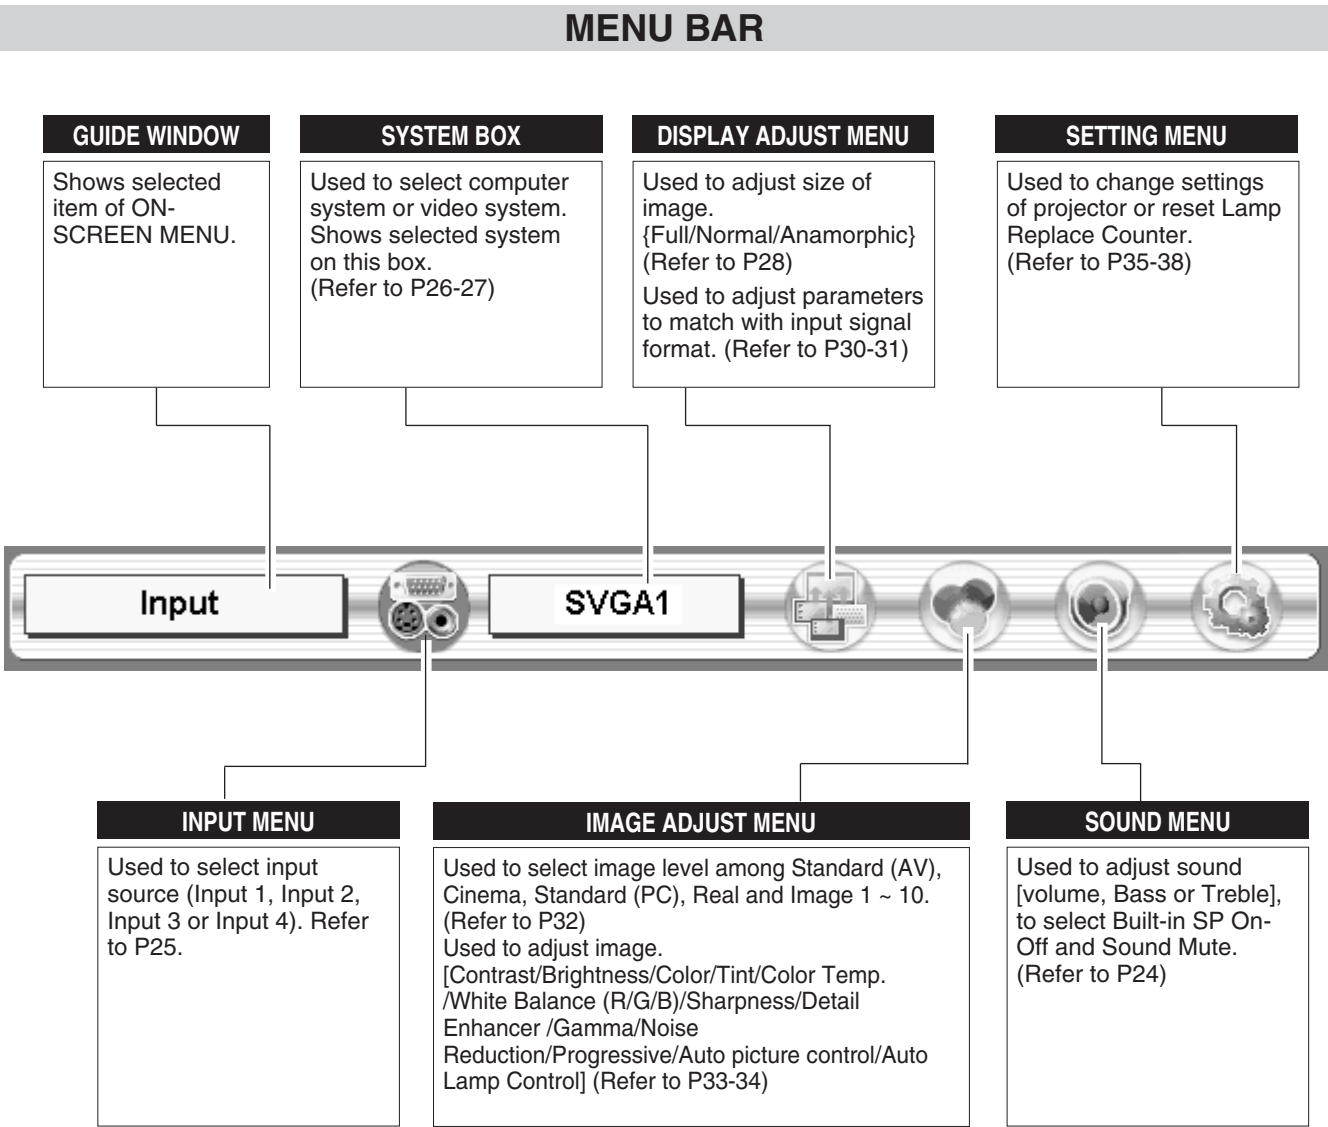 MENU BAR
GUIDE WINDOW
Shows selected
item of ON-
SCREEN MENU.
SYSTEM BOX
Used to select computer
system or video system.
Shows selected system
on this box.
(Refer to P26-27)
DISPLAY ADJUST MENU
Used to adjust size of
image.
{Full/Normal/Anamorphic}
(Refer to P28)
Used to adjust parameters
to match with input signal
format. (Refer to P30-31)
SETTING MENU
Used to change settings
of projector or reset Lamp
Replace Counter.
(Refer to P35-38)
Input
SVGA1
INPUT MENU
Used to select input
source (Input 1, Input 2,
Input 3 or Input 4). Refer
to P25.
IMAGE ADJUST MENU
Used to select image level among Standard (AV),
Cinema, Standard (PC), Real and Image 1 ~ 10.
(Refer to P32)
Used to adjust image.
[Contrast/Brightness/Color/Tint/Color Temp.
/White Balance (R/G/B)/Sharpness/Detail
Enhancer /Gamma/Noise
Reduction/Progressive/Auto picture control/Auto
Lamp Control] (Refer to P33-34)
SOUND MENU
Used to adjust sound
[volume, Bass or Treble],
to select Built-in SP On-
Off and Sound Mute.
(Refer to P24)